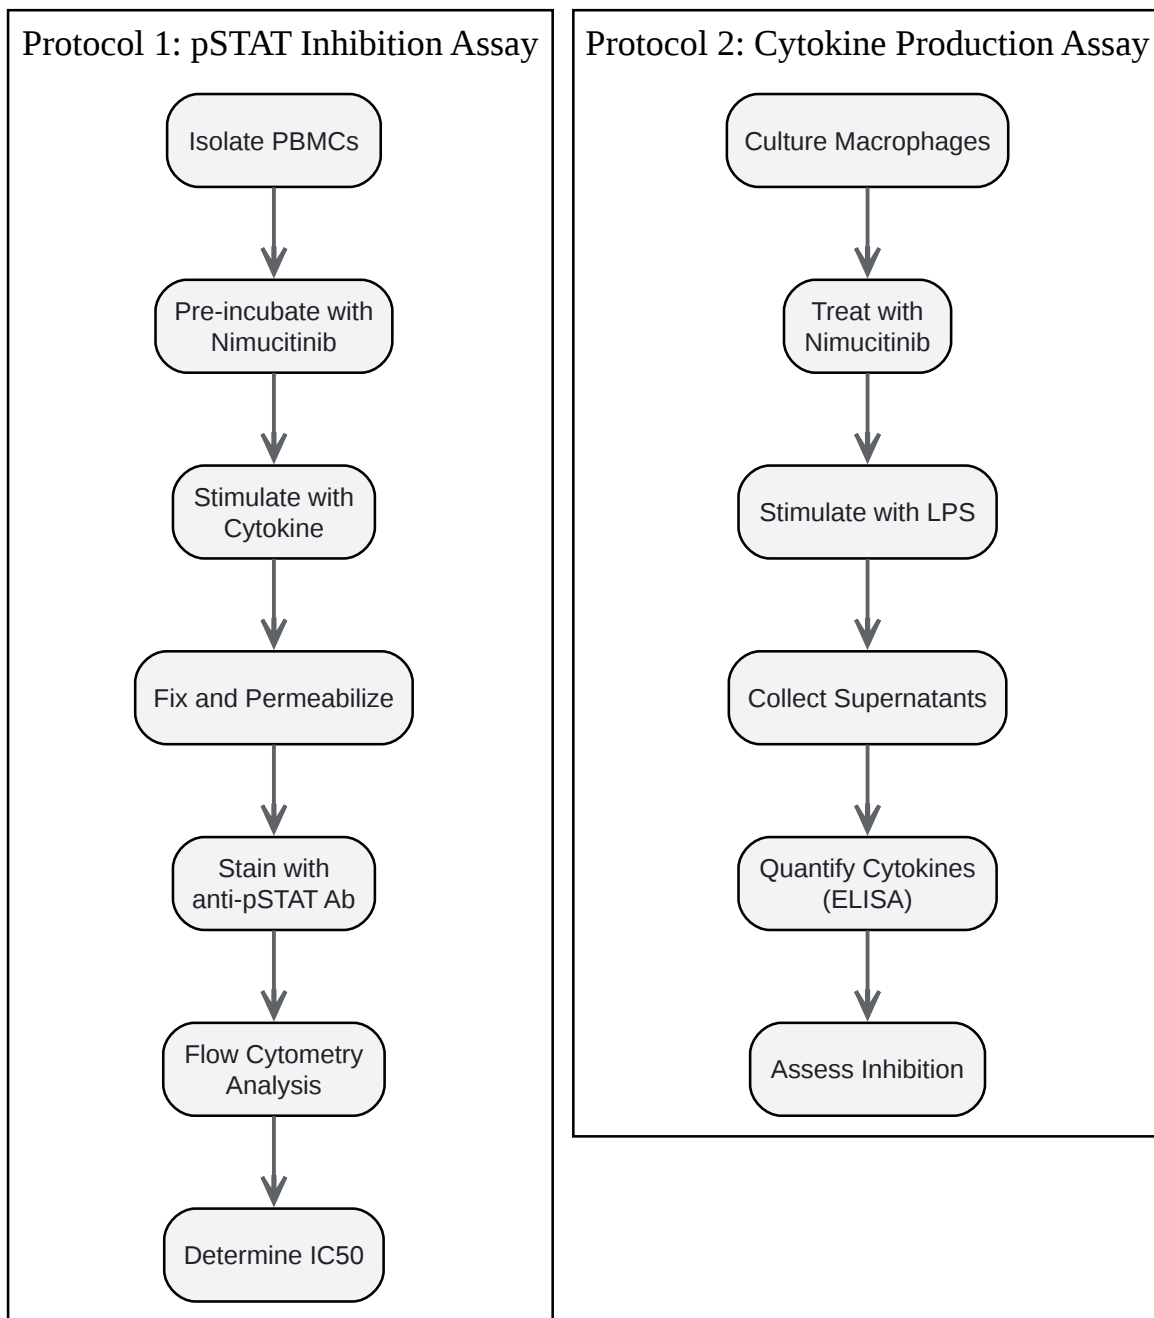 Protocol 1: pSTAT Inhibition Assay
Isolate PBMCs
Pre-incubate with
Nimucitinib
Stimulate with
Cytokine
Fix and Permeabilize
Stain with
anti-pSTAT Ab
Flow Cytometry
Analysis
Determine IC50
Protocol 2: Cytokine Production Assay
Culture Macrophages
Treat with
Nimucitinib
Stimulate with LPS
Collect Supernatants
Quantify Cytokines
(ELISA)
Assess Inhibition